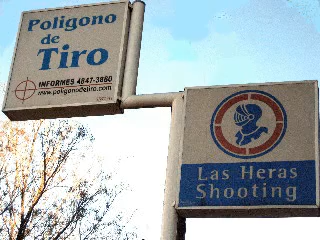 Poligono
de
Tiro
INFORMES 4847-3860
www.poligonodetiro.com
Las Heras
Shooting